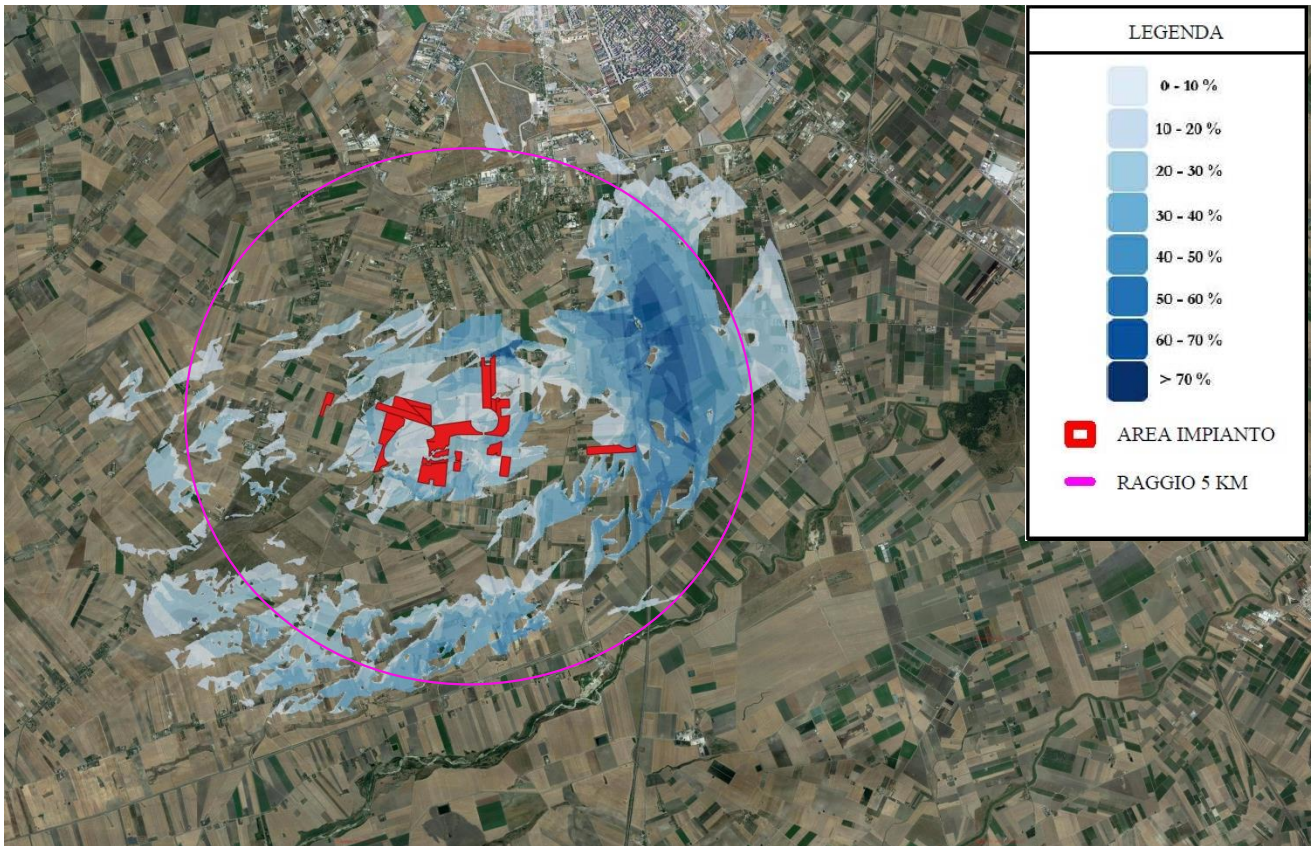 LEGENDA
0 - 10 %
10 - 20 %
20 - 30 %
30 - 40 %
40 - 50 %
50 - 60 %
60 - 70 %
> 70 %
AREA IMPIANTO
RAGGIO 5 KM